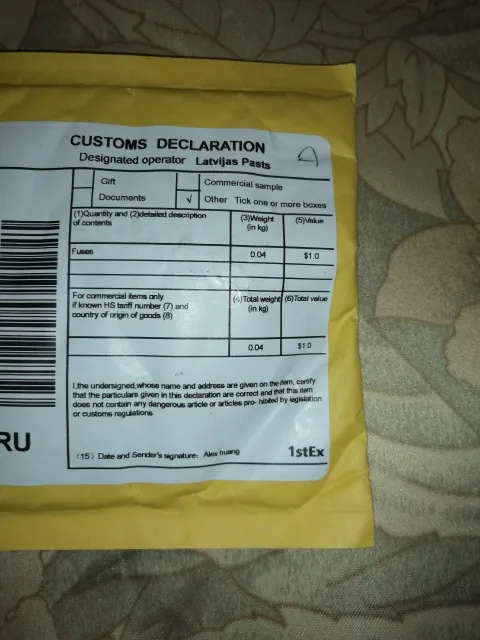 CUSTOMS DECLARATION
Designated operator Latvijas Pasts
Gift
Commercial sample
Documents
√ Other Tick one or more boxes
(1)Quantity and (2)detailed description
of contents
(3)Weight
(in kg)
(5)Value
Fuses
0.04
$1.0
For commercial items only
if known HS tariff number (7) and
country of origin of goods (8)
(4)Total weight
(in kg)
(6)Total value
0.04
$1.0
I,the undersigned,whose name and address are given on the item, certify
that the particulars given in this declaration are correct and that this item
does not contain any dangerous article or articles pro- hibited by legislation
or customs regulations
(15) Date and Sender's signature: Alex huang
1stEx
RU